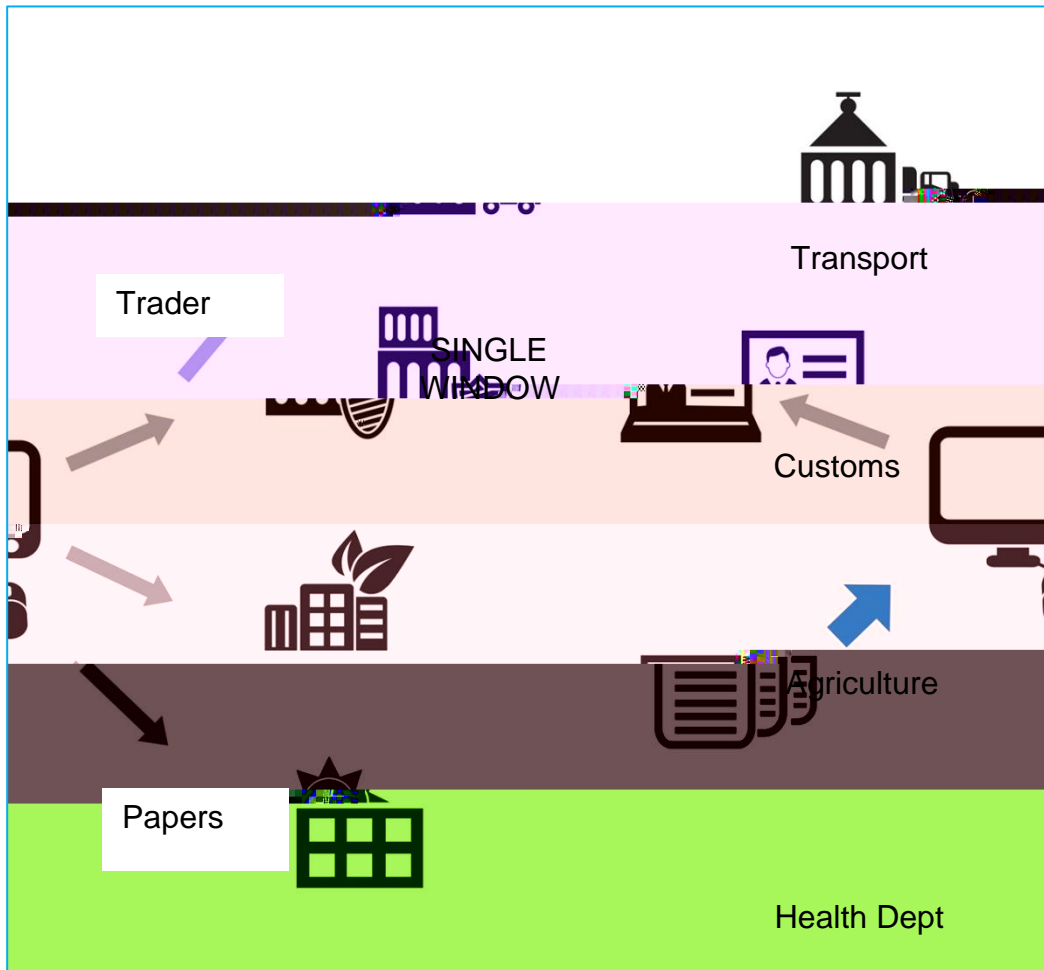 Transport
Trader
SINGLE
WINDOW
Customs
Agriculture
Papers
Health Dept